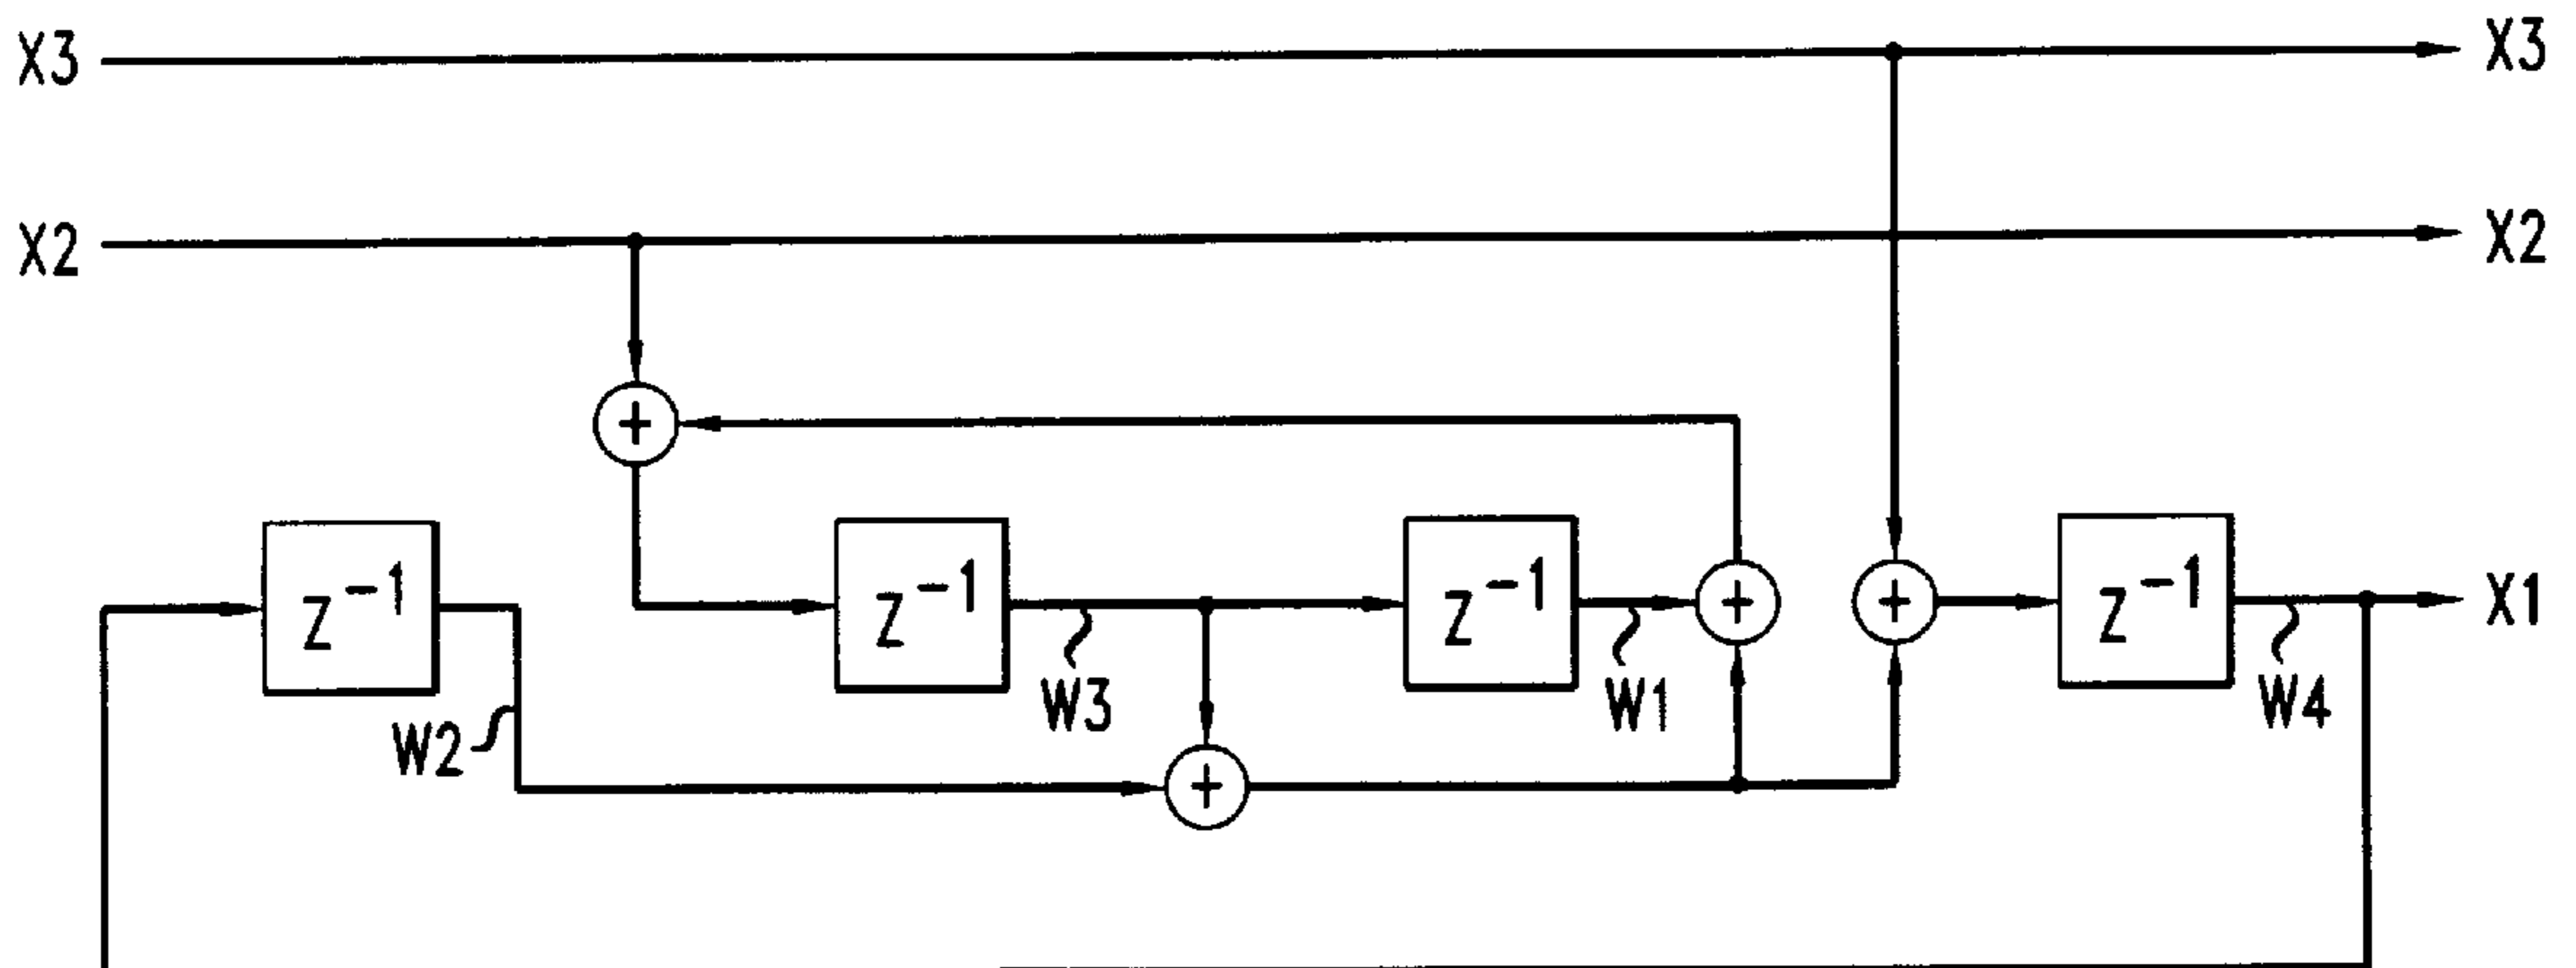 X3 X3
X2 X2
+
Z⁻¹ Z⁻¹ Z⁻¹ + + Z⁻¹ X1
W2 W3 W1 W4
+